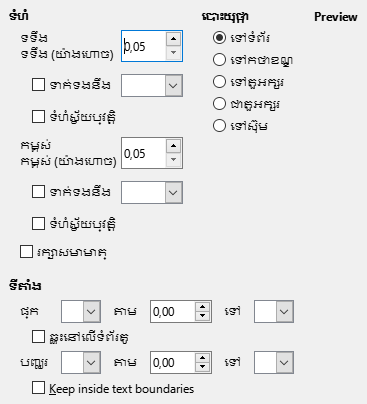 ទំហំ
បោះយុថ្កា
Preview
ទទឹង
ទទឹង (យ៉ាងហោច)
0,05
ទៅទំព័រ
ទៅកថាខណ្ឌ
ទាក់ទងនឹង
ទៅតួអក្សរ
ជាតួអក្សរ
ទំហំស្វ័យប្រវត្តិ
ទៅស៊ុម
កម្ពស់
កម្ពស់ (យ៉ាងហោច)
0,05
ទាក់ទងនឹង
ទំហំស្វ័យប្រវត្តិ
រក្សាសមាមាត្រ
ទីតាំង
ផ្ដេក
តាម
0,00
ទៅ
ឆ្លុះនៅលើទំព័រគូ
បញ្ឈរ
តាម
0,00
ទៅ
Keep inside text boundaries